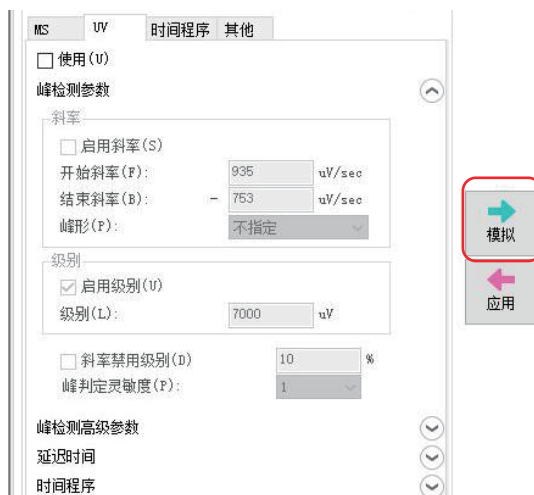 MS UV 时间程序 其他
使用(U)
峰检测参数
斜率
启用斜率(S)
开始斜率(F): 935 uV/sec
结束斜率(B): - 753 uV/sec
峰形(P): 不指定
级别
启用级别(U)
级别(L): 7000 uV
斜率禁用级别(D) 10 %
峰判定灵敏度(P): 1
峰检测高级参数
延迟时间
时间程序
模拟
应用